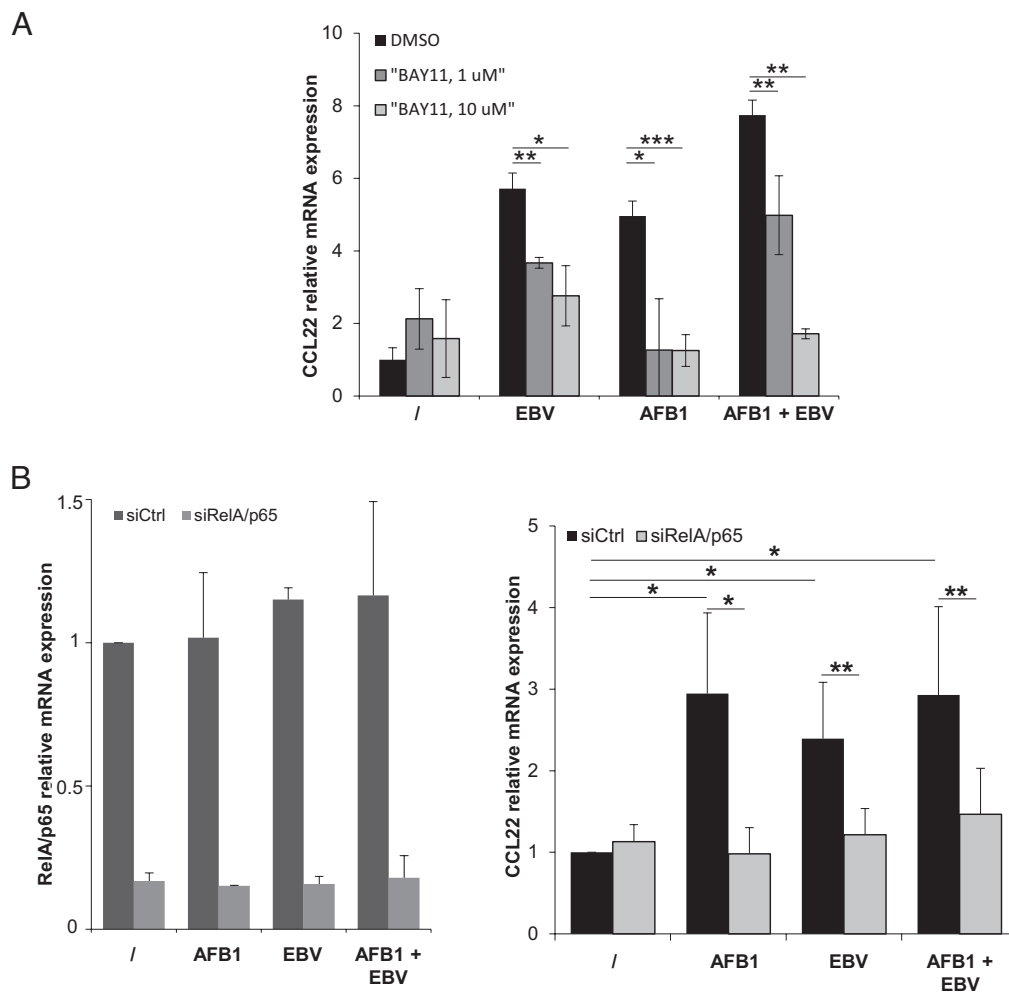 A
CCL22 relative mRNA expression
10
8
6
4
2
0
DMSO
"BAY11, 1 uM"
"BAY11, 10 uM"
*
**
***
*
**
**
/
EBV
AFB1
AFB1 + EBV
B
RelA/p65 relative mRNA expression
1.5
1
0.5
0
siCtrl
siRelA/p65
/
AFB1
EBV
AFB1 +
EBV
CCL22 relative mRNA expression
5
4
3
2
1
0
siCtrl
siRelA/p65
*
*
*
*
**
**
/
AFB1
EBV
AFB1 +
EBV